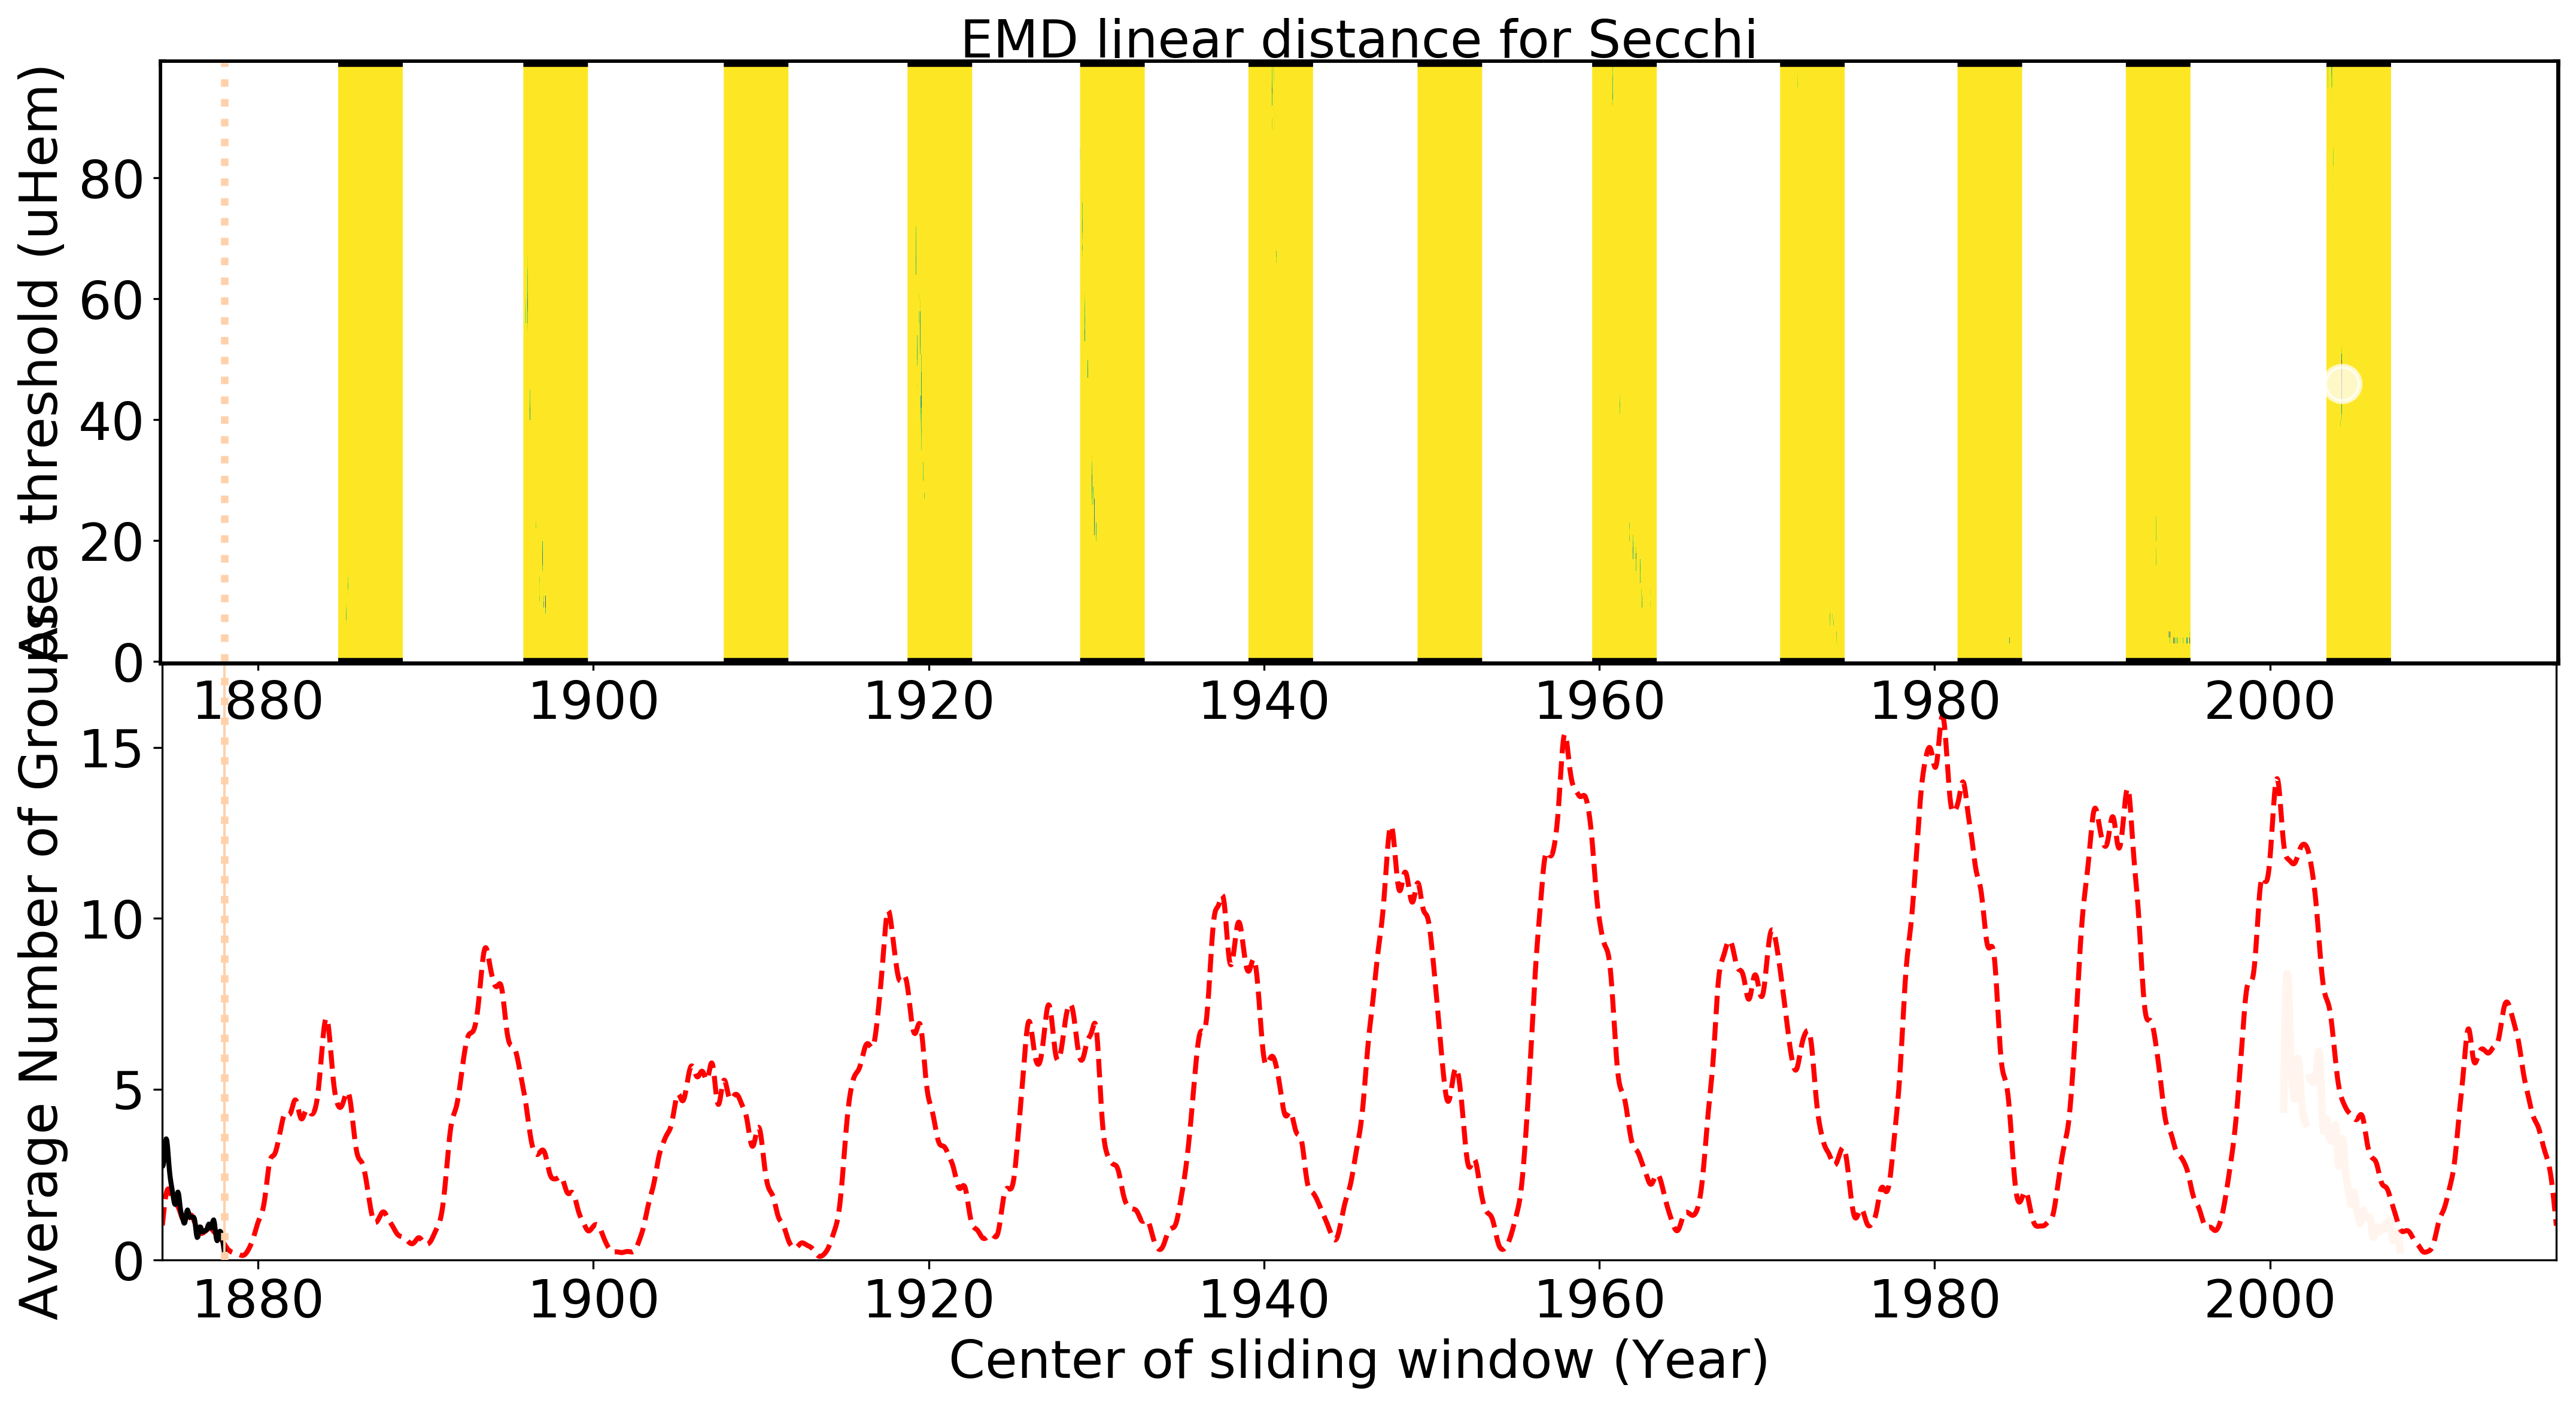 EMD linear distance for Secchi
Area threshold (uHem)
80
60
40
20
0
1880 1900 1920 1940 1960 1980 2000
Average Number of Groups
15
10
5
0
1880 1900 1920 1940 1960 1980 2000
Center of sliding window (Year)